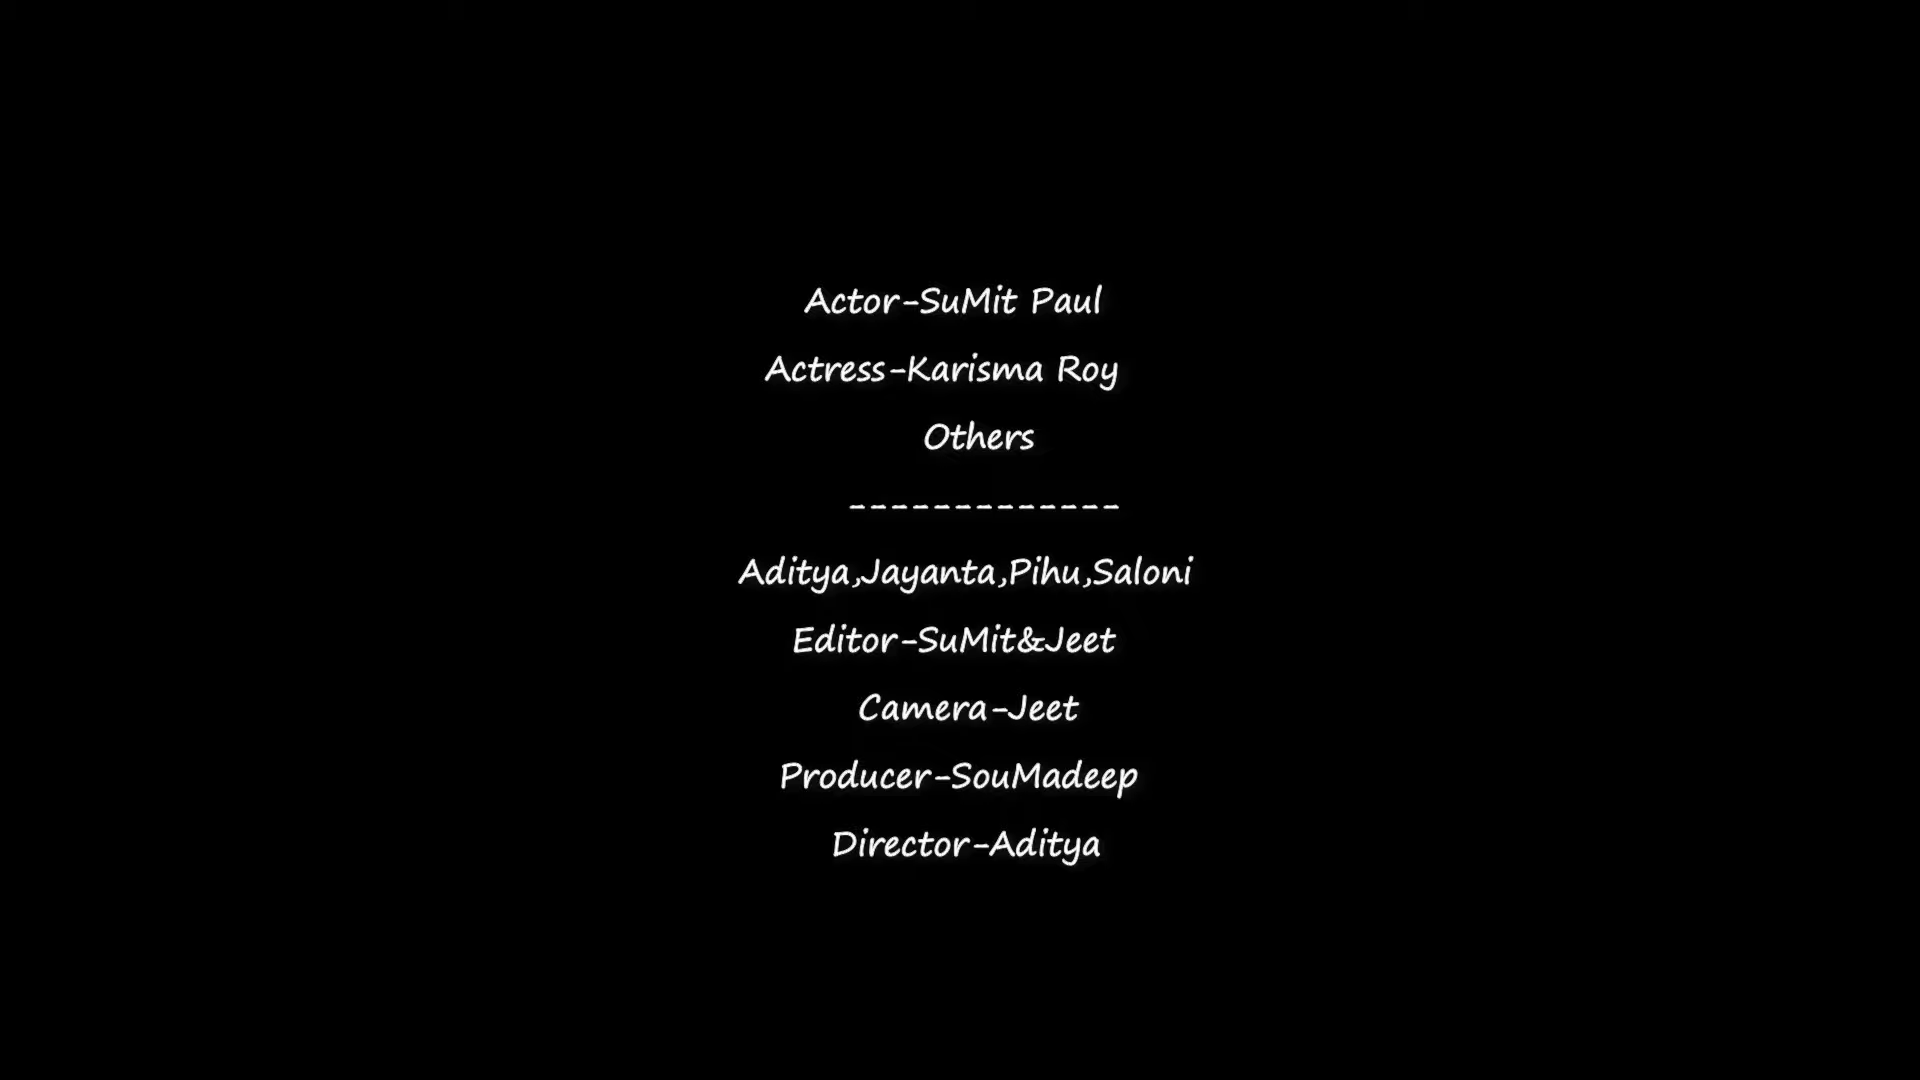 Actor-SuMit Paul
Actress-Karisma Roy
Others
-------------
Aditya,Jayanta,Pihu,Saloni
Editor-SuMit&Jeet
Camera-Jeet
Producer-SouMadeep
Director-Aditya